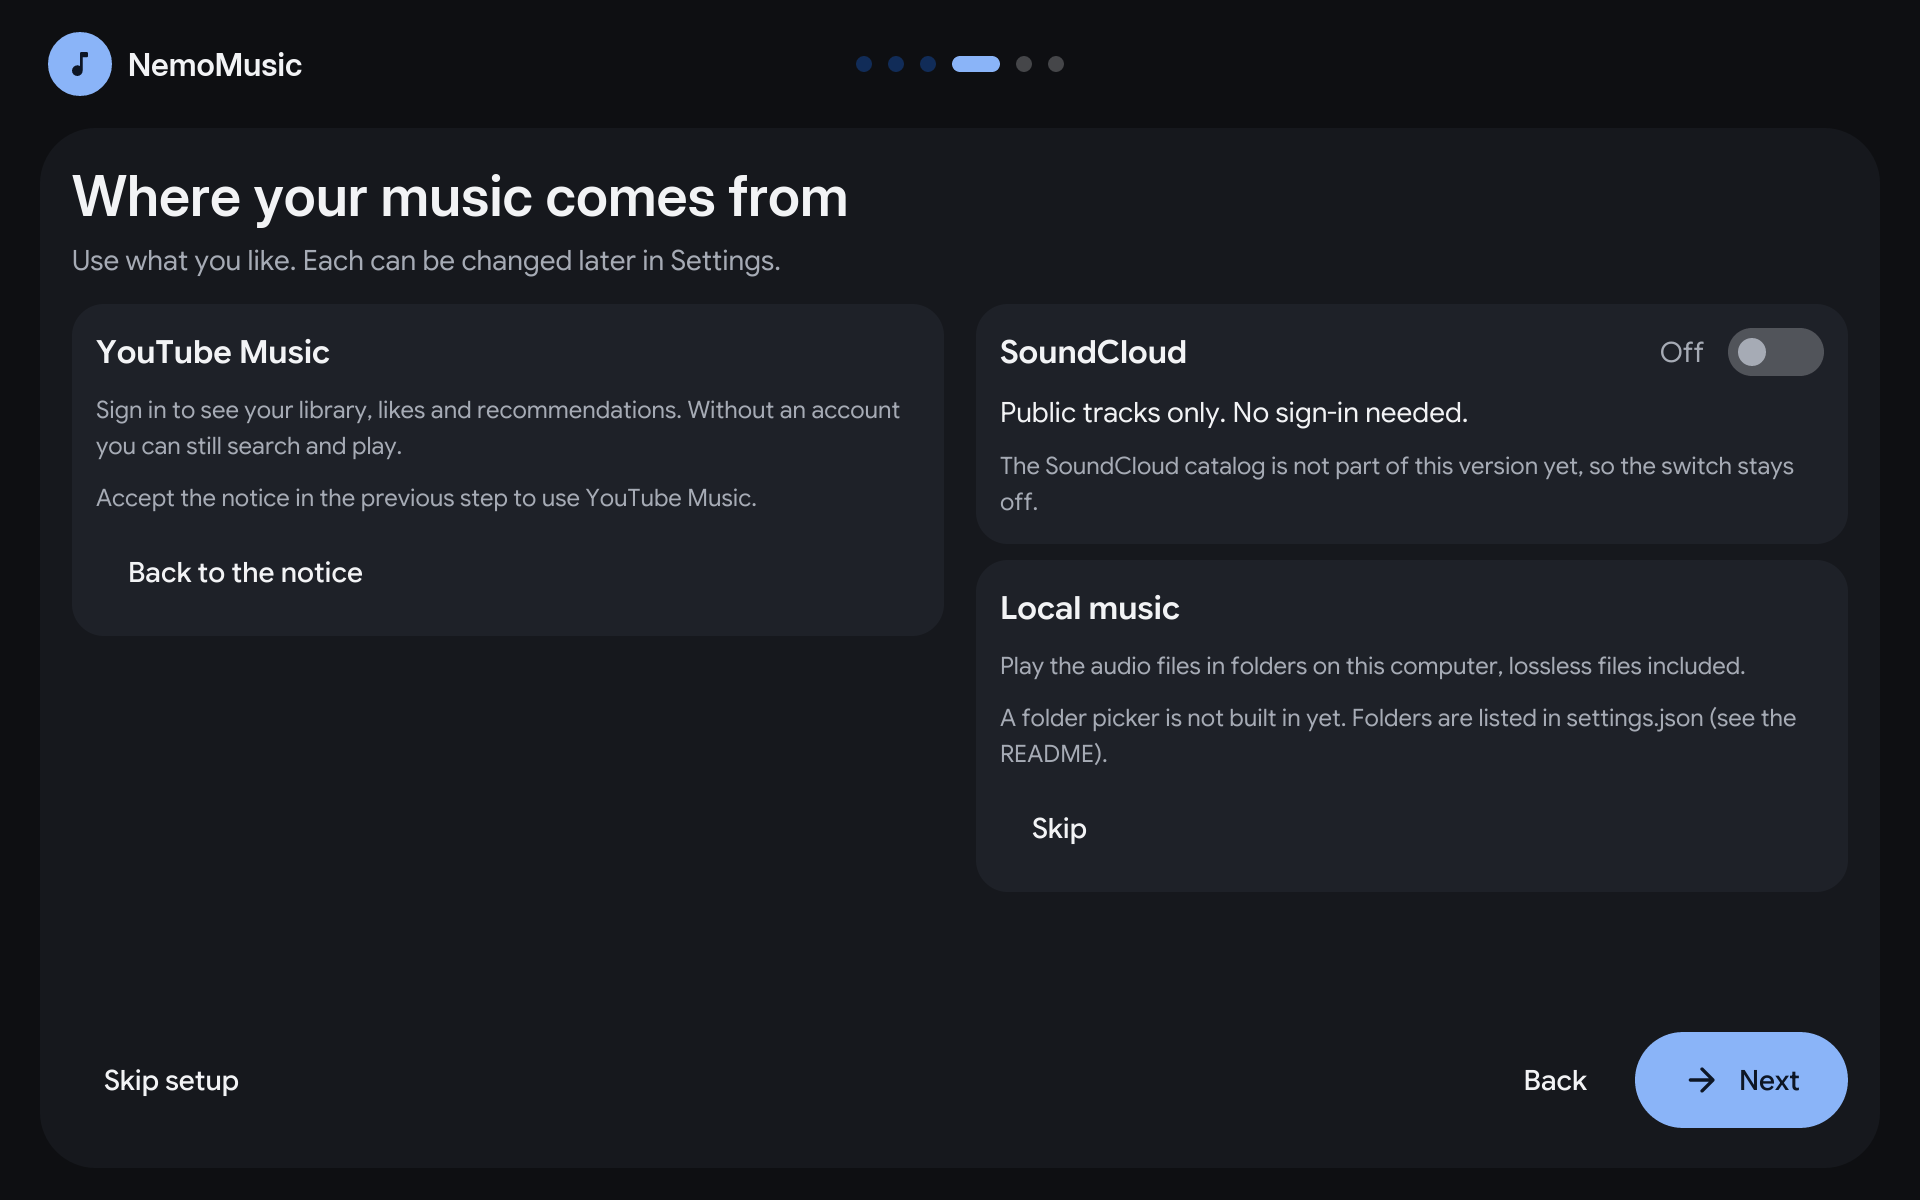 NemoMusic
Where your music comes from
Use what you like. Each can be changed later in Settings.
YouTube Music
Sign in to see your library, likes and recommendations. Without an account
you can still search and play.
Accept the notice in the previous step to use YouTube Music.
Back to the notice
SoundCloud
Off
Public tracks only. No sign-in needed.
The SoundCloud catalog is not part of this version yet, so the switch stays
off.
Local music
Play the audio files in folders on this computer, lossless files included.
A folder picker is not built in yet. Folders are listed in settings.json (see the
README).
Skip
Skip setup
Back
Next